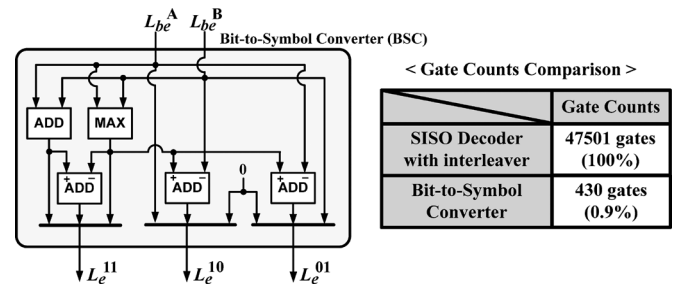 L_be^A L_be^B
Bit-to-Symbol Converter (BSC)
ADD MAX
+ − + − + −
ADD ADD 0 ADD
L_e^11 L_e^10 L_e^01
< Gate Counts Comparison >
Gate Counts
SISO Decoder
with interleaver
47501 gates
(100%)
Bit-to-Symbol
Converter
430 gates
(0.9%)